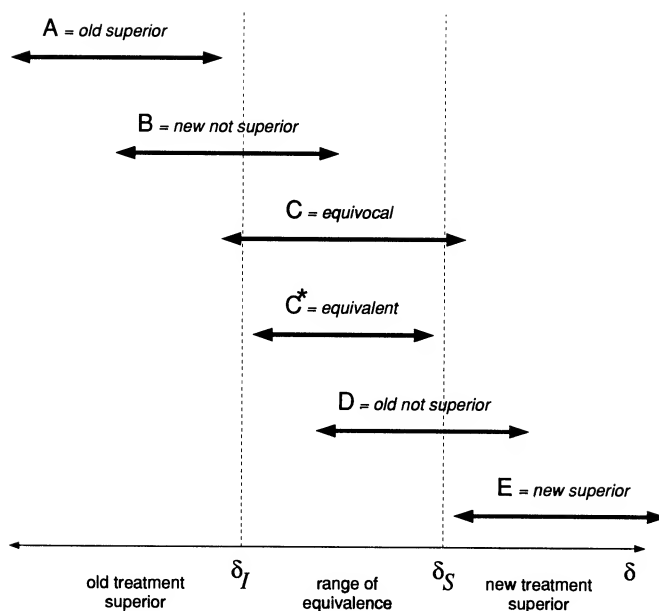 A = old superior
B = new not superior
C = equivocal
C* = equivalent
D = old not superior
E = new superior
δI δS δ
old treatment superior
range of equivalence
new treatment superior